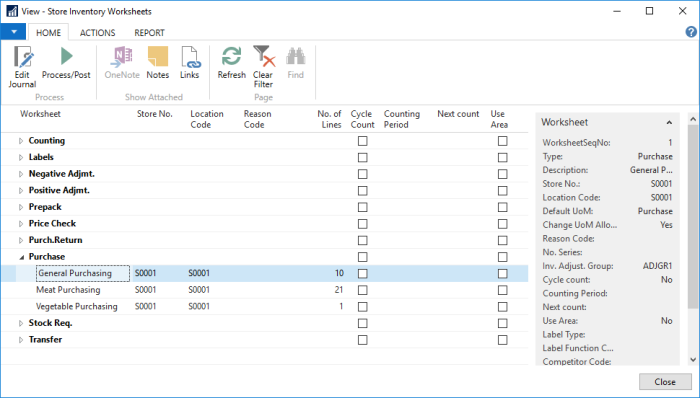 View - Store Inventory Worksheets
HOME ACTIONS REPORT
Edit Journal Process/Post OneNote Notes Links Refresh Clear Filter Find
Process Show Attached Page
Worksheet Store No. Location Code Reason Code No. of Lines Cycle Count Counting Period Next count Use Area
Counting
Labels
Negative Adjmt.
Positive Adjmt.
Prepack
Price Check
Purch.Return
Purchase
General Purchasing S0001 S0001 10
Meat Purchasing S0001 S0001 21
Vegetable Purchasing S0001 S0001 1
Stock Req.
Transfer
Worksheet
WorksheetSeqNo: 1
Type: Purchase
Description: General P...
Store No.: S0001
Location Code: S0001
Default UoM: Purchase
Change UoM Allo... Yes
Reason Code:
No. Series:
Inv. Adjust. Group: ADJGR1
Cycle count: No
Counting Period:
Next count:
Use Area: No
Label Type:
Label Function C...
Competitor Code:
Close